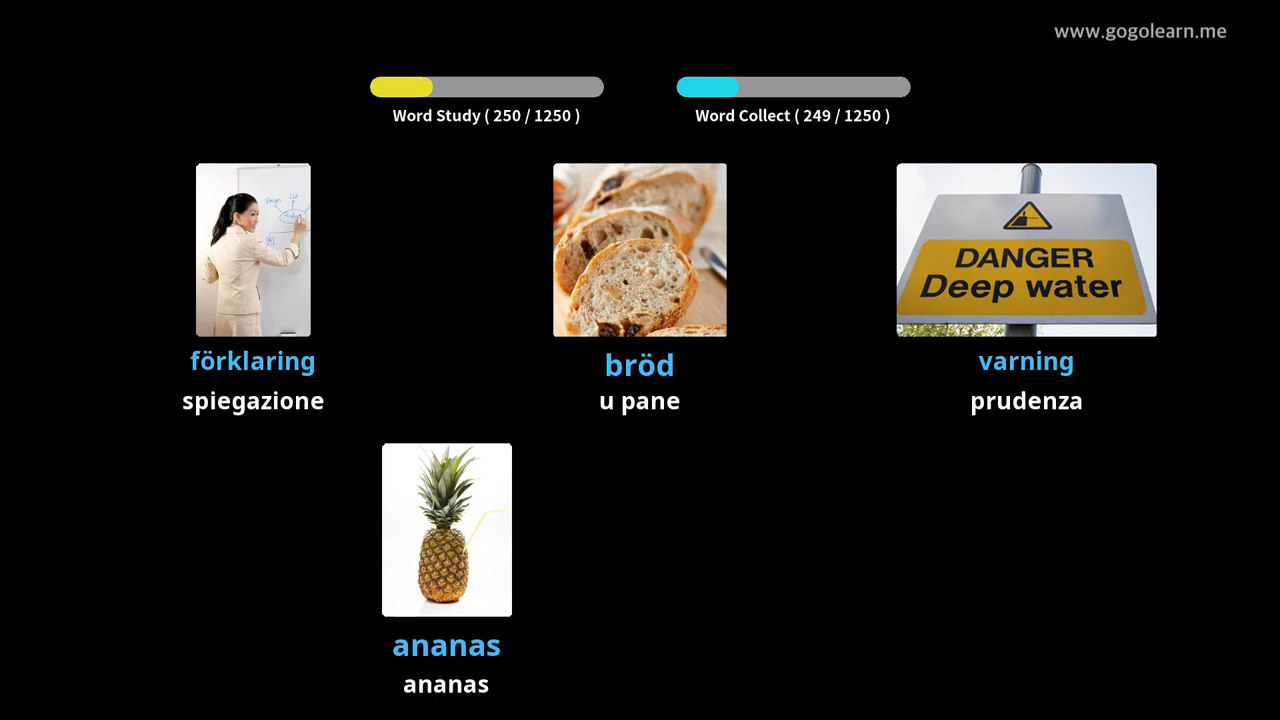 www.gogolearn.me
Word Study ( 250 / 1250 )
Word Collect ( 249 / 1250 )
DANGER
Deep water
förklaring
spiegazione
bröd
u pane
varning
prudenza
ananas
ananas